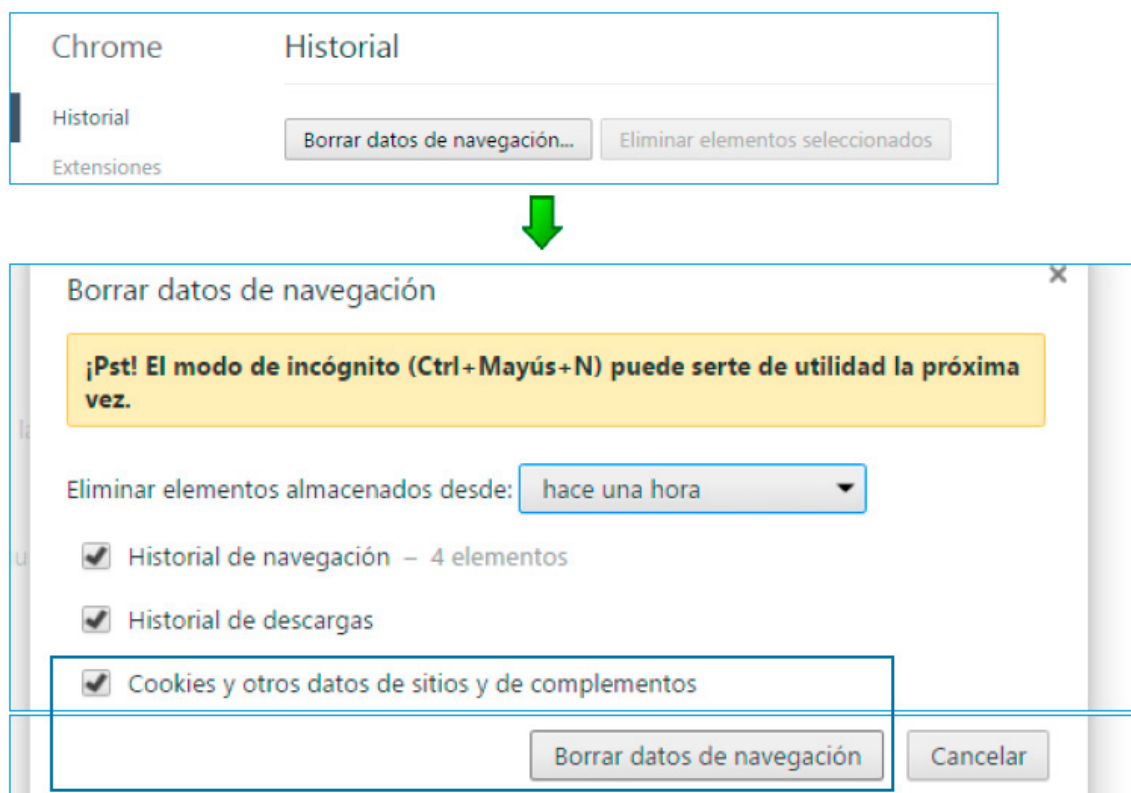 Chrome
Historial
Historial
Borrar datos de navegación...
Eliminar elementos seleccionados
Extensiones
Borrar datos de navegación
¡Pst! El modo de incógnito (Ctrl+Mayús+N) puede serte de utilidad la próxima
vez.
Eliminar elementos almacenados desde: hace una hora
Historial de navegación – 4 elementos
Historial de descargas
Cookies y otros datos de sitios y de complementos
Borrar datos de navegación
Cancelar